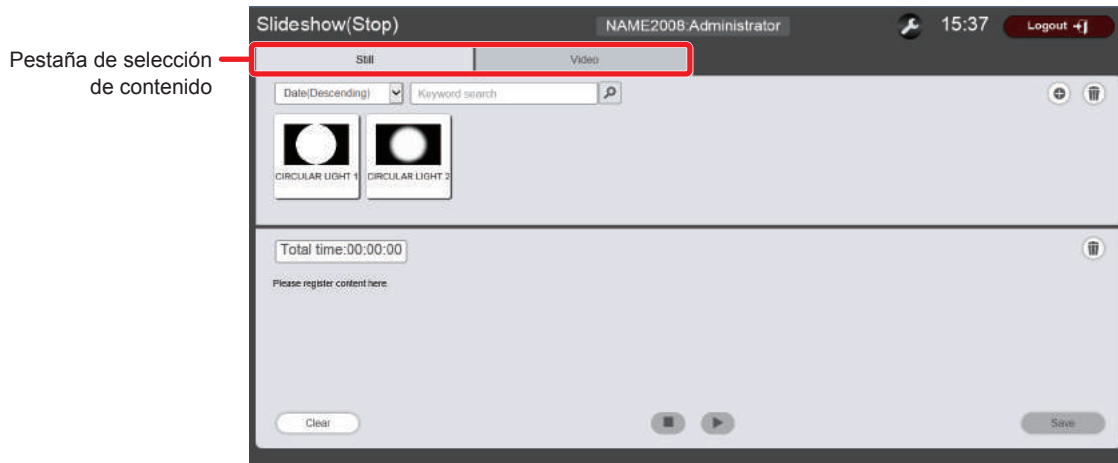 Slideshow(Stop)
NAME2008:Administrator
15:37
Logout
Pestaña de selección
de contenido
Still
Video
Date(Descending)
Keyword search
CIRCULAR LIGHT 1
CIRCULAR LIGHT 2
Total time:00:00:00
Please register content here
Clear
Save